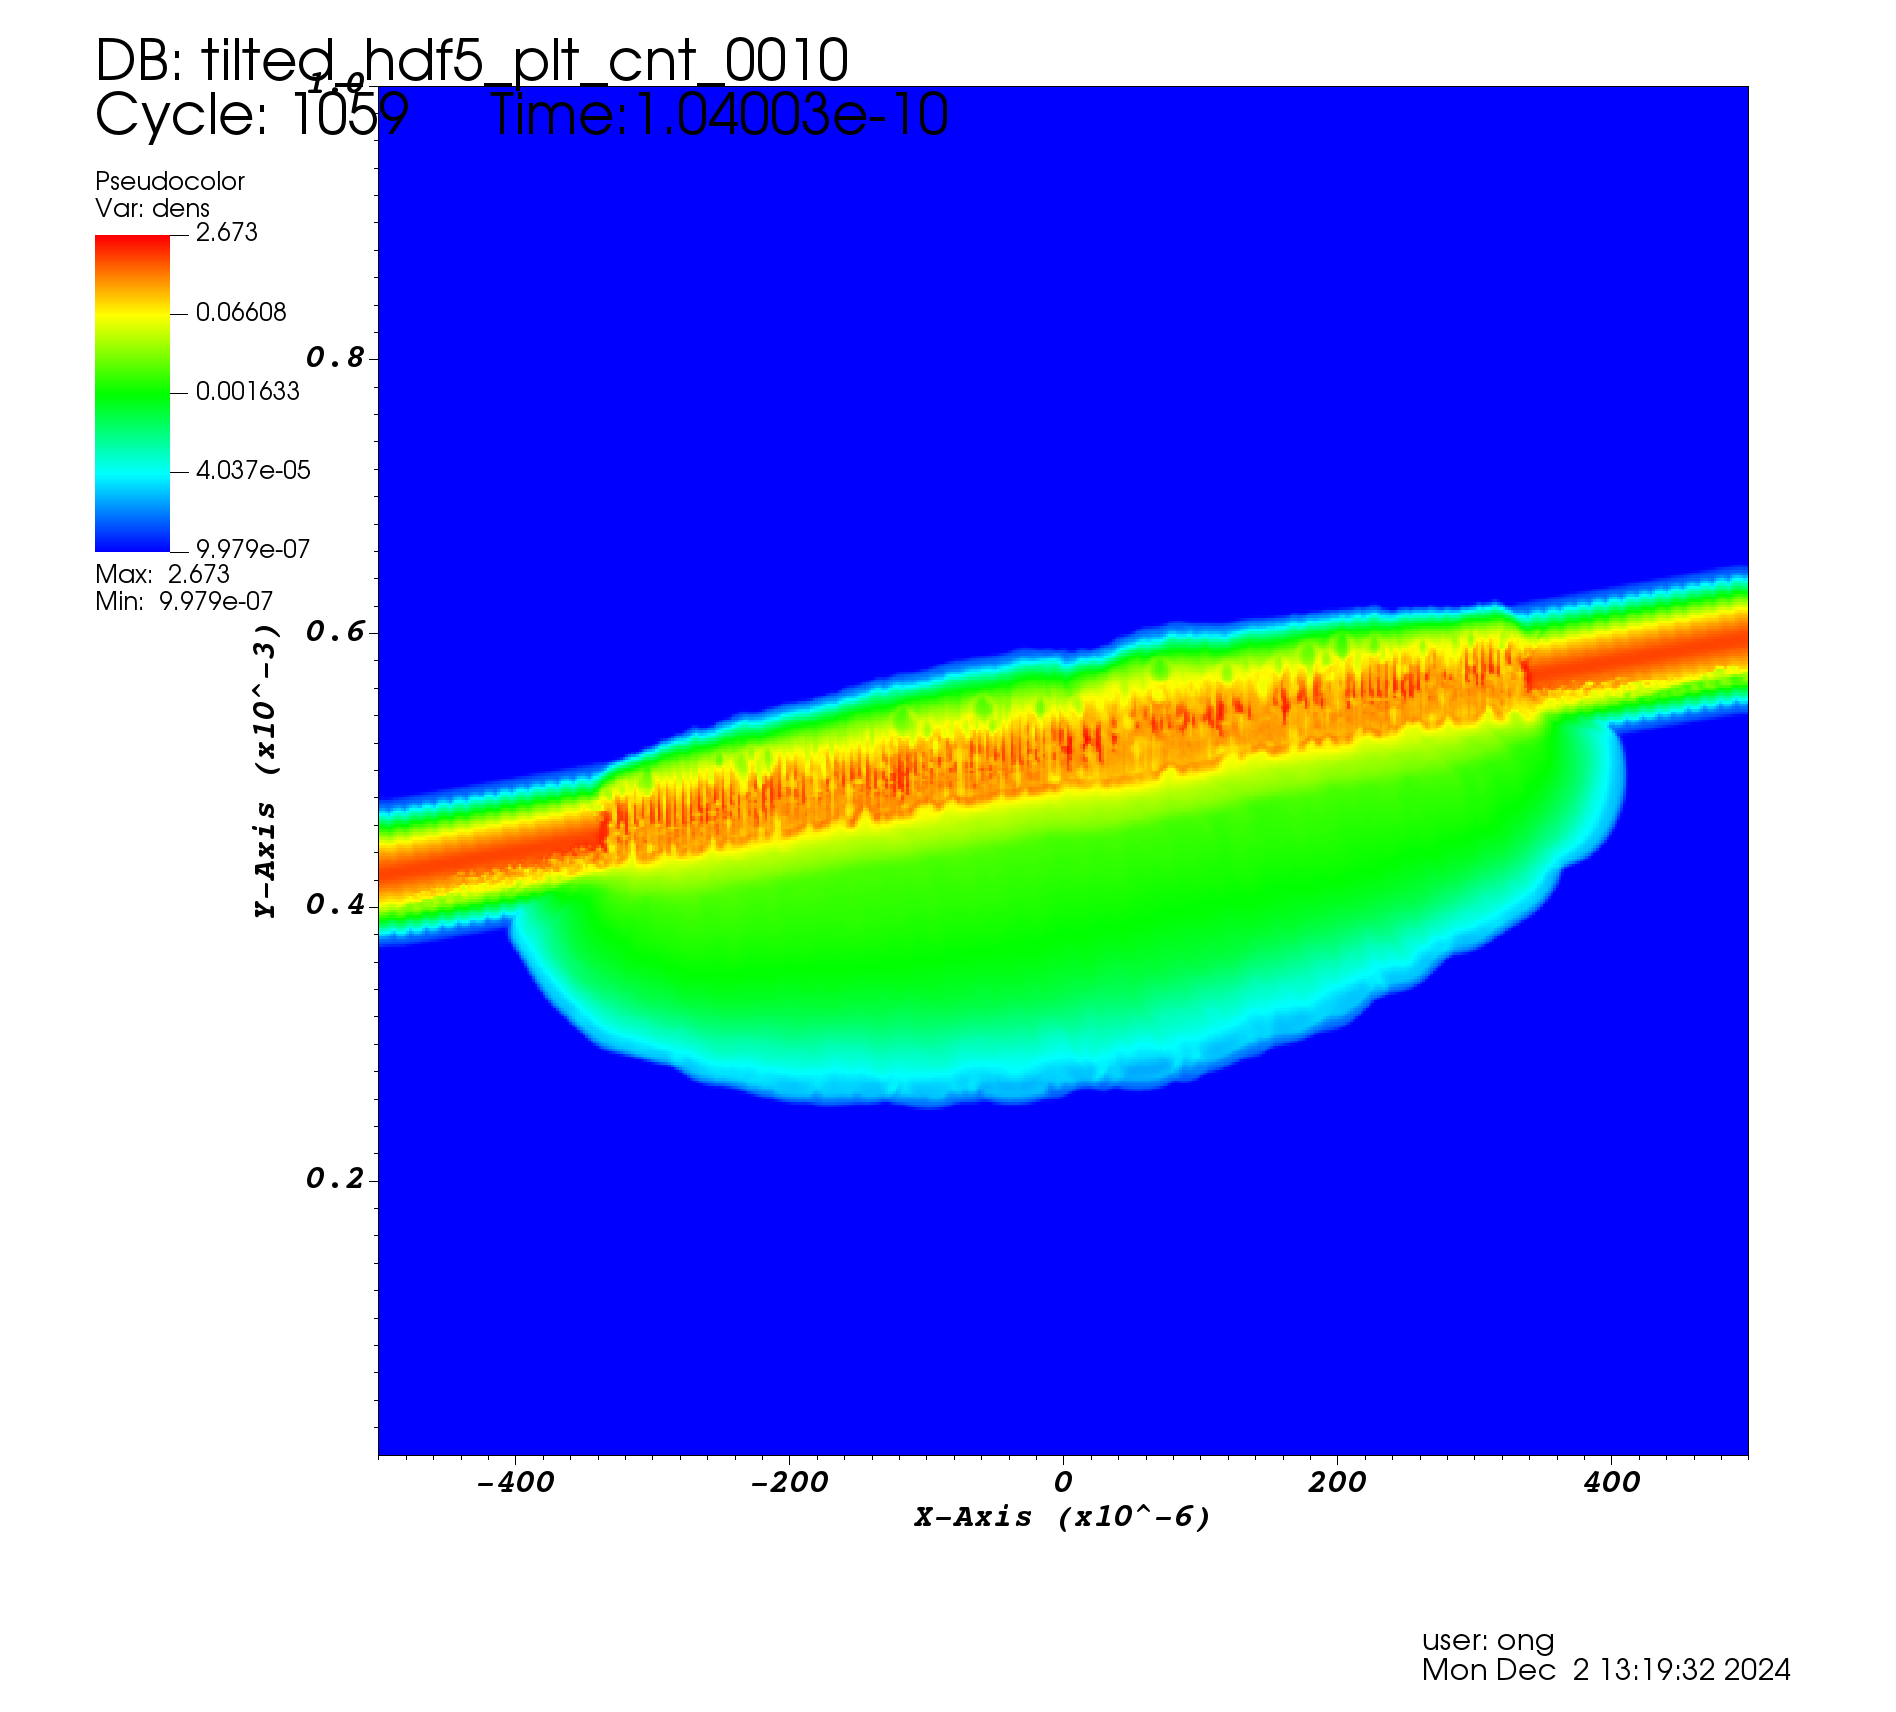 DB: tilted_hdf5_plt_cnt_0010
Cycle: 1059 Time:1.04003e-10
Pseudocolor
Var: dens
2.673
0.06608
0.001633
4.037e-05
9.979e-07
Max: 2.673
Min: 9.979e-07
1.0
0.8
0.6
0.4
0.2
Y-Axis (x10^-3)
-400 -200 0 200 400
X-Axis (x10^-6)
user: ong
Mon Dec 2 13:19:32 2024